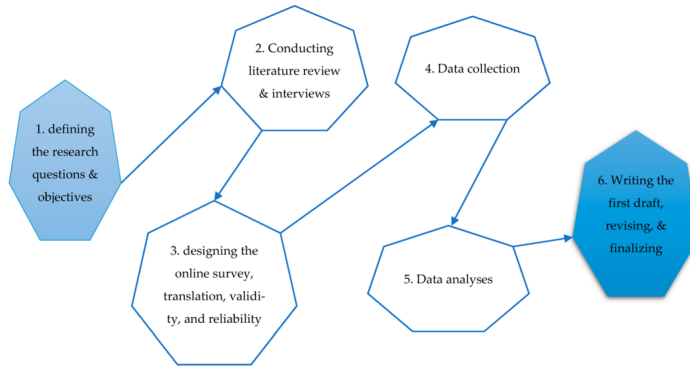 1. defining
the research
questions &
objectives
2. Conducting
literature review
& interviews
3. designing the
online survey,
translation, validi-
ty, and reliability
4. Data collection
5. Data analyses
6. Writing the
first draft,
revising, &
finalizing